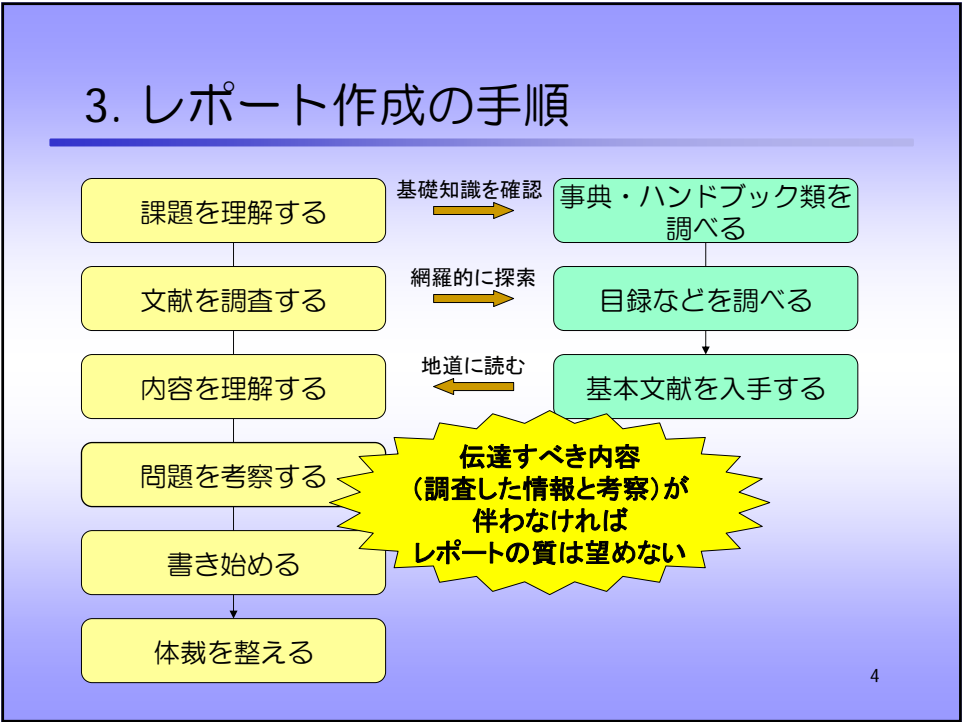 3. レポート作成の手順
課題を理解する
基礎知識を確認
事典・ハンドブック類を
調べる
文献を調査する
網羅的に探索
目録などを調べる
内容を理解する
地道に読む
基本文献を入手する
問題を考察する
伝達すべき内容
（調査した情報と考察）が
伴わなければ
レポートの質は望めない
書き始める
体裁を整える
4